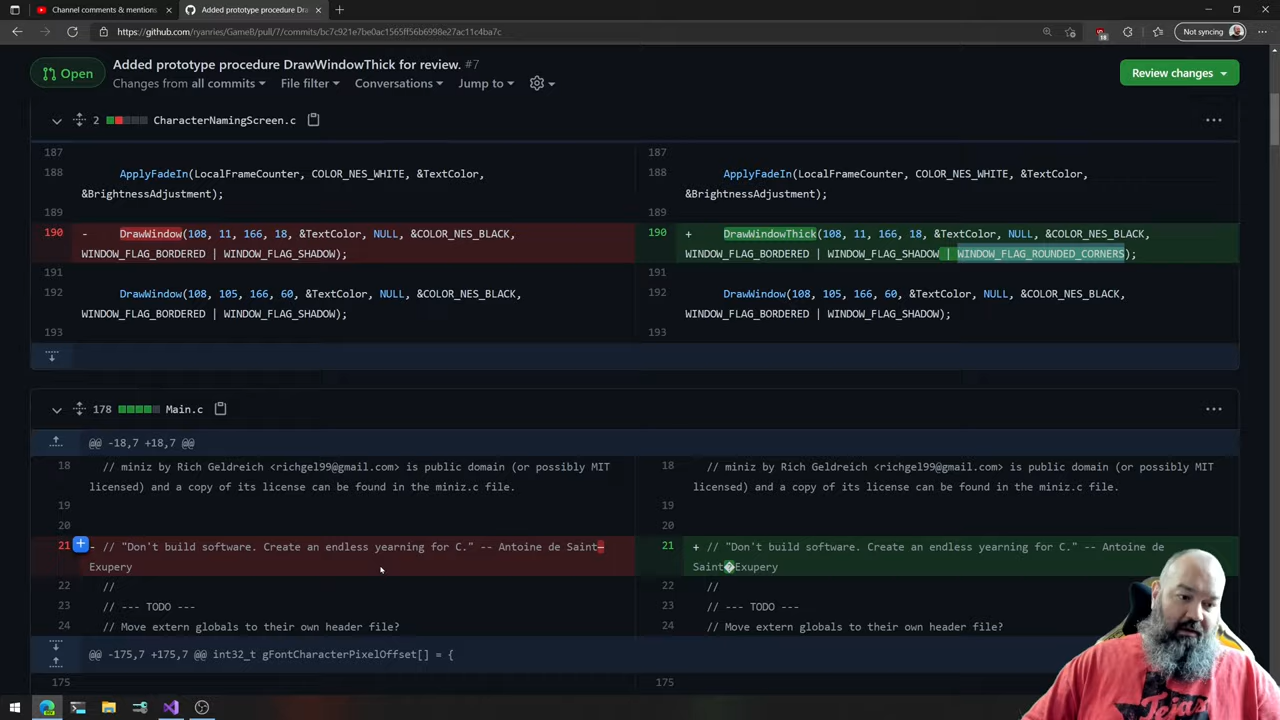 Channel comments & mentions
Added prototype procedure Dra
https://github.com/ryanries/GameB/pull/7/commits/bc7c921e7be0ac1565ff56b6998e27ac11c4ba7c
18
Not syncing
Open
Added prototype procedure DrawWindowThick for review. #7
Changes from all commits
File filter
Conversations
Jump to
Review changes
2
CharacterNamingScreen.c
187
187
188 ApplyFadeIn(LocalFrameCounter, COLOR_NES_WHITE, &TextColor,
&BrightnessAdjustment);
188 ApplyFadeIn(LocalFrameCounter, COLOR_NES_WHITE, &TextColor,
&BrightnessAdjustment);
189
189
190 - DrawWindow(108, 11, 166, 18, &TextColor, NULL, &COLOR_NES_BLACK,
WINDOW_FLAG_BORDERED | WINDOW_FLAG_SHADOW);
190 + DrawWindowThick(108, 11, 166, 18, &TextColor, NULL, &COLOR_NES_BLACK,
WINDOW_FLAG_BORDERED | WINDOW_FLAG_SHADOW | WINDOW_FLAG_ROUNDED_CORNERS);
191
191
192 DrawWindow(108, 105, 166, 60, &TextColor, NULL, &COLOR_NES_BLACK,
WINDOW_FLAG_BORDERED | WINDOW_FLAG_SHADOW);
192 DrawWindow(108, 105, 166, 60, &TextColor, NULL, &COLOR_NES_BLACK,
WINDOW_FLAG_BORDERED | WINDOW_FLAG_SHADOW);
193
193
178
Main.c
@@ -18,7 +18,7 @@
18 // miniz by Rich Geldreich <richgel99@gmail.com> is public domain (or possibly MIT
licensed) and a copy of its license can be found in the miniz.c file.
18 // miniz by Rich Geldreich <richgel99@gmail.com> is public domain (or possibly MIT
licensed) and a copy of its license can be found in the miniz.c file.
19
19
20
20
21 - // "Don't build software. Create an endless yearning for C." -- Antoine de Saint–
Exupery
21 + // "Don't build software. Create an endless yearning for C." -- Antoine de
Saint�Exupery
22 //
22 //
23 // --- TODO ---
23 // --- TODO ---
24 // Move extern globals to their own header file?
24 // Move extern globals to their own header file?
@@ -175,7 +175,7 @@ int32_t gFontCharacterPixelOffset[] = {
175
175